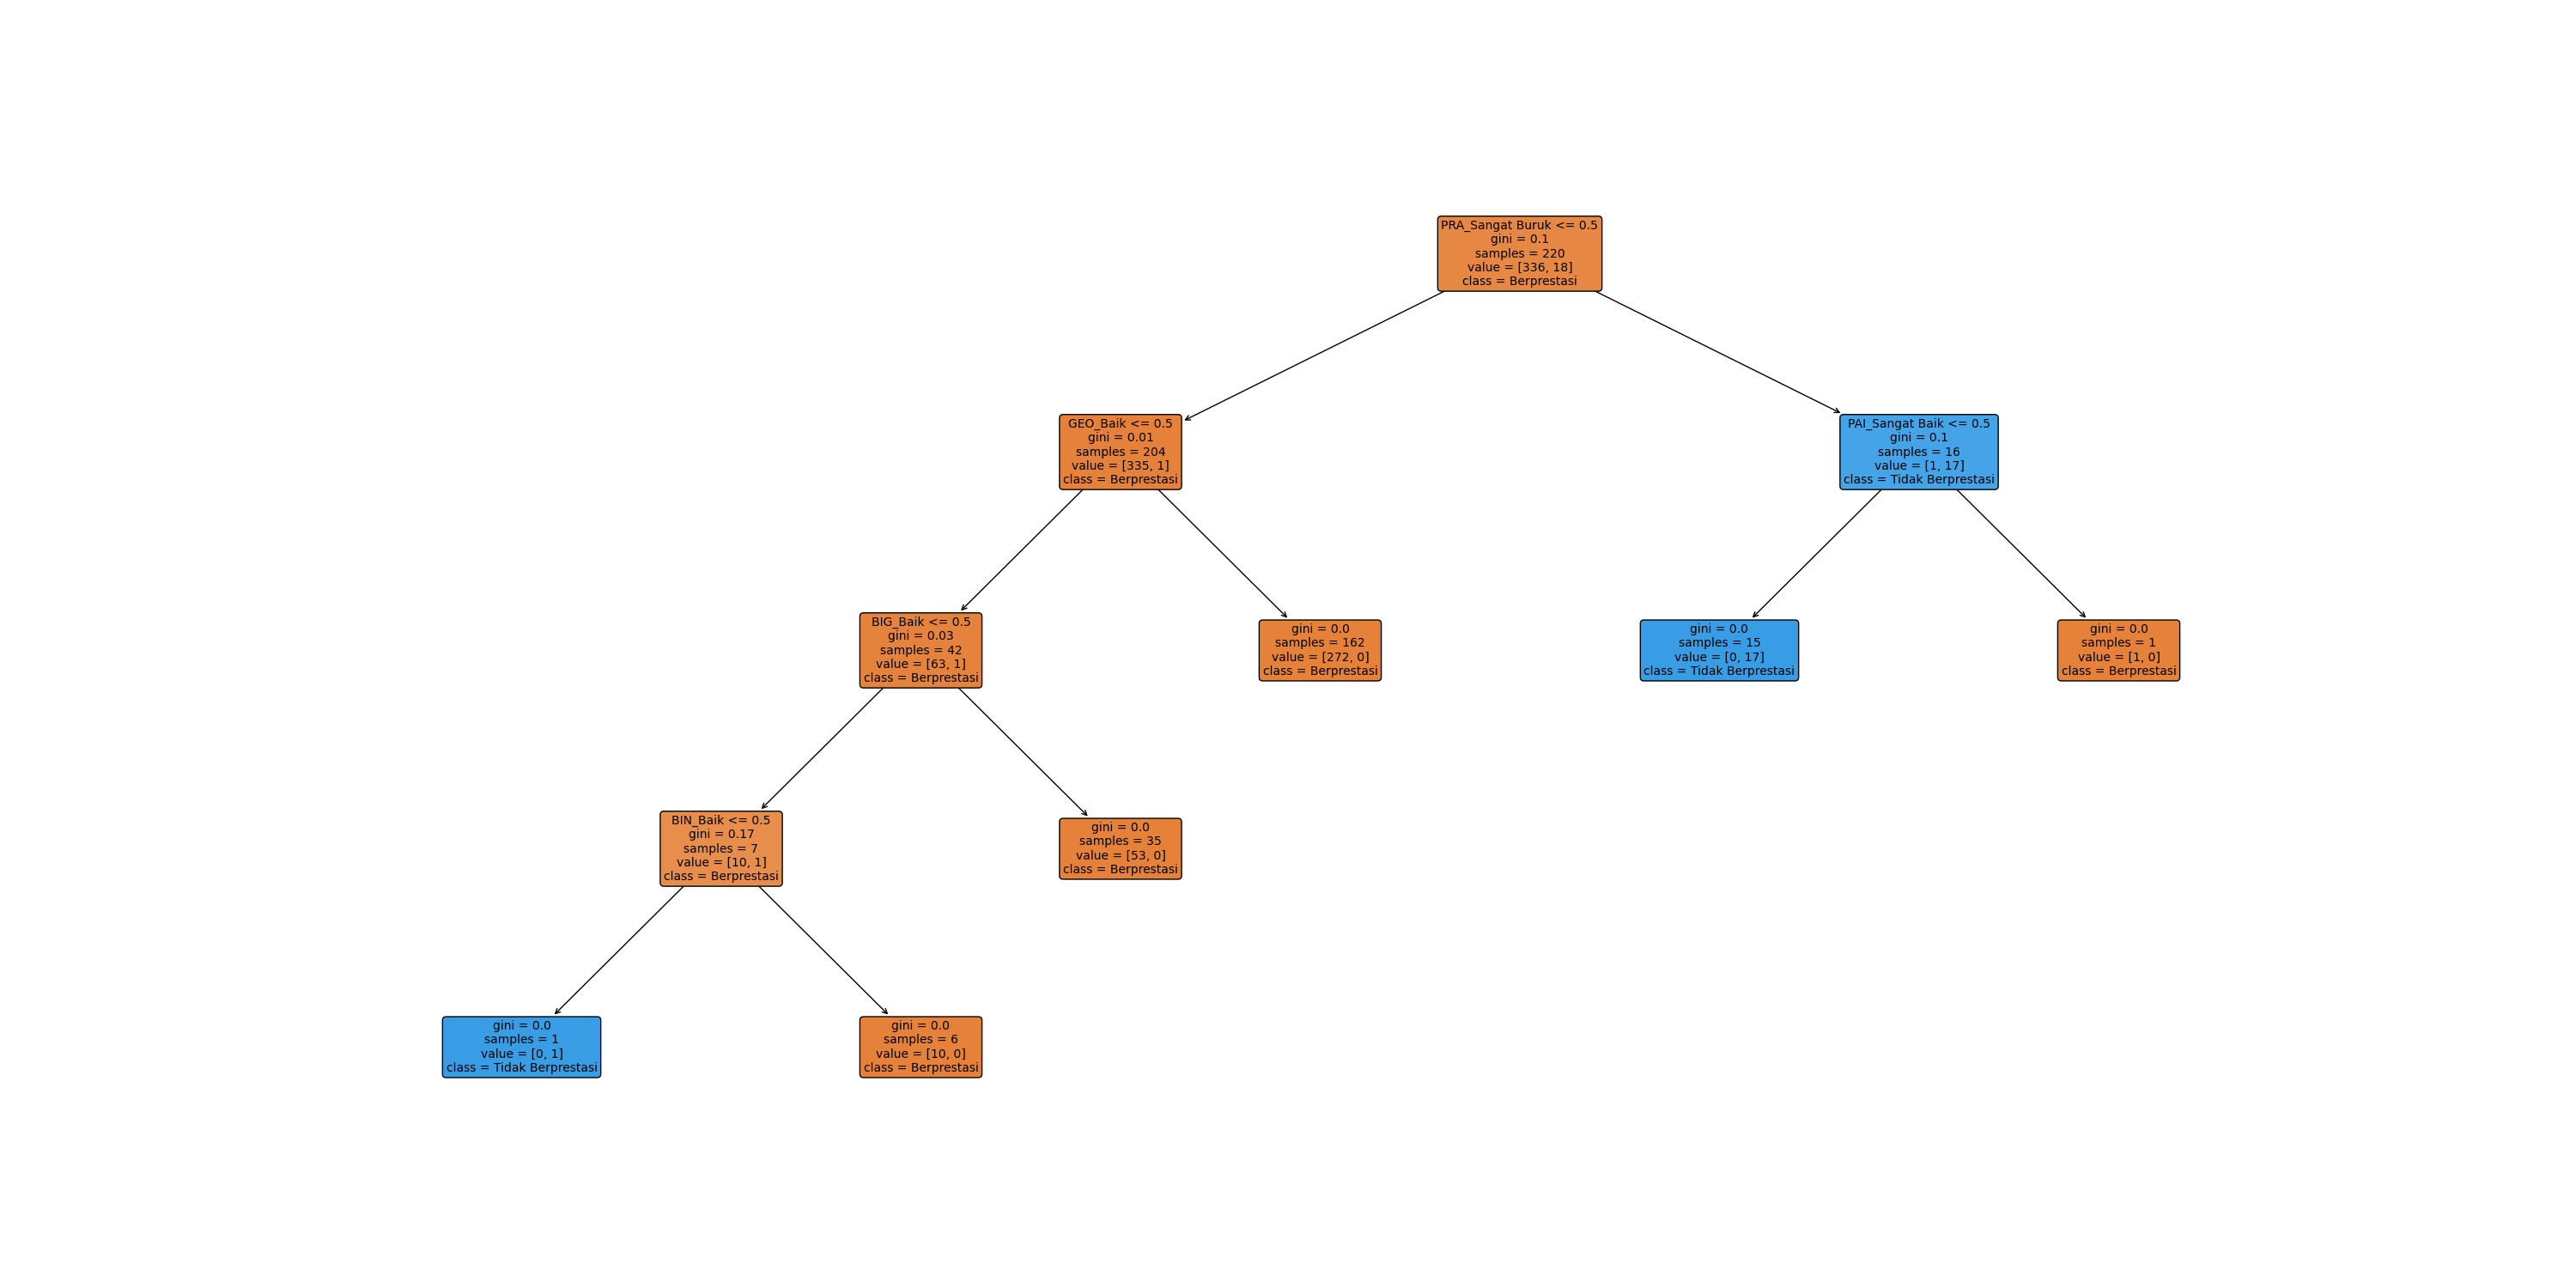 PRA_Sangat Buruk <= 0.5
gini = 0.1
samples = 220
value = [336, 18]
class = Berprestasi
GEO_Baik <= 0.5
gini = 0.01
samples = 204
value = [335, 1]
class = Berprestasi
PAI_Sangat Baik <= 0.5
gini = 0.1
samples = 16
value = [1, 17]
class = Tidak Berprestasi
BIG_Baik <= 0.5
gini = 0.03
samples = 42
value = [63, 1]
class = Berprestasi
gini = 0.0
samples = 162
value = [272, 0]
class = Berprestasi
gini = 0.0
samples = 15
value = [0, 17]
class = Tidak Berprestasi
gini = 0.0
samples = 1
value = [1, 0]
class = Berprestasi
BIN_Baik <= 0.5
gini = 0.17
samples = 7
value = [10, 1]
class = Berprestasi
gini = 0.0
samples = 35
value = [53, 0]
class = Berprestasi
gini = 0.0
samples = 1
value = [0, 1]
class = Tidak Berprestasi
gini = 0.0
samples = 6
value = [10, 0]
class = Berprestasi